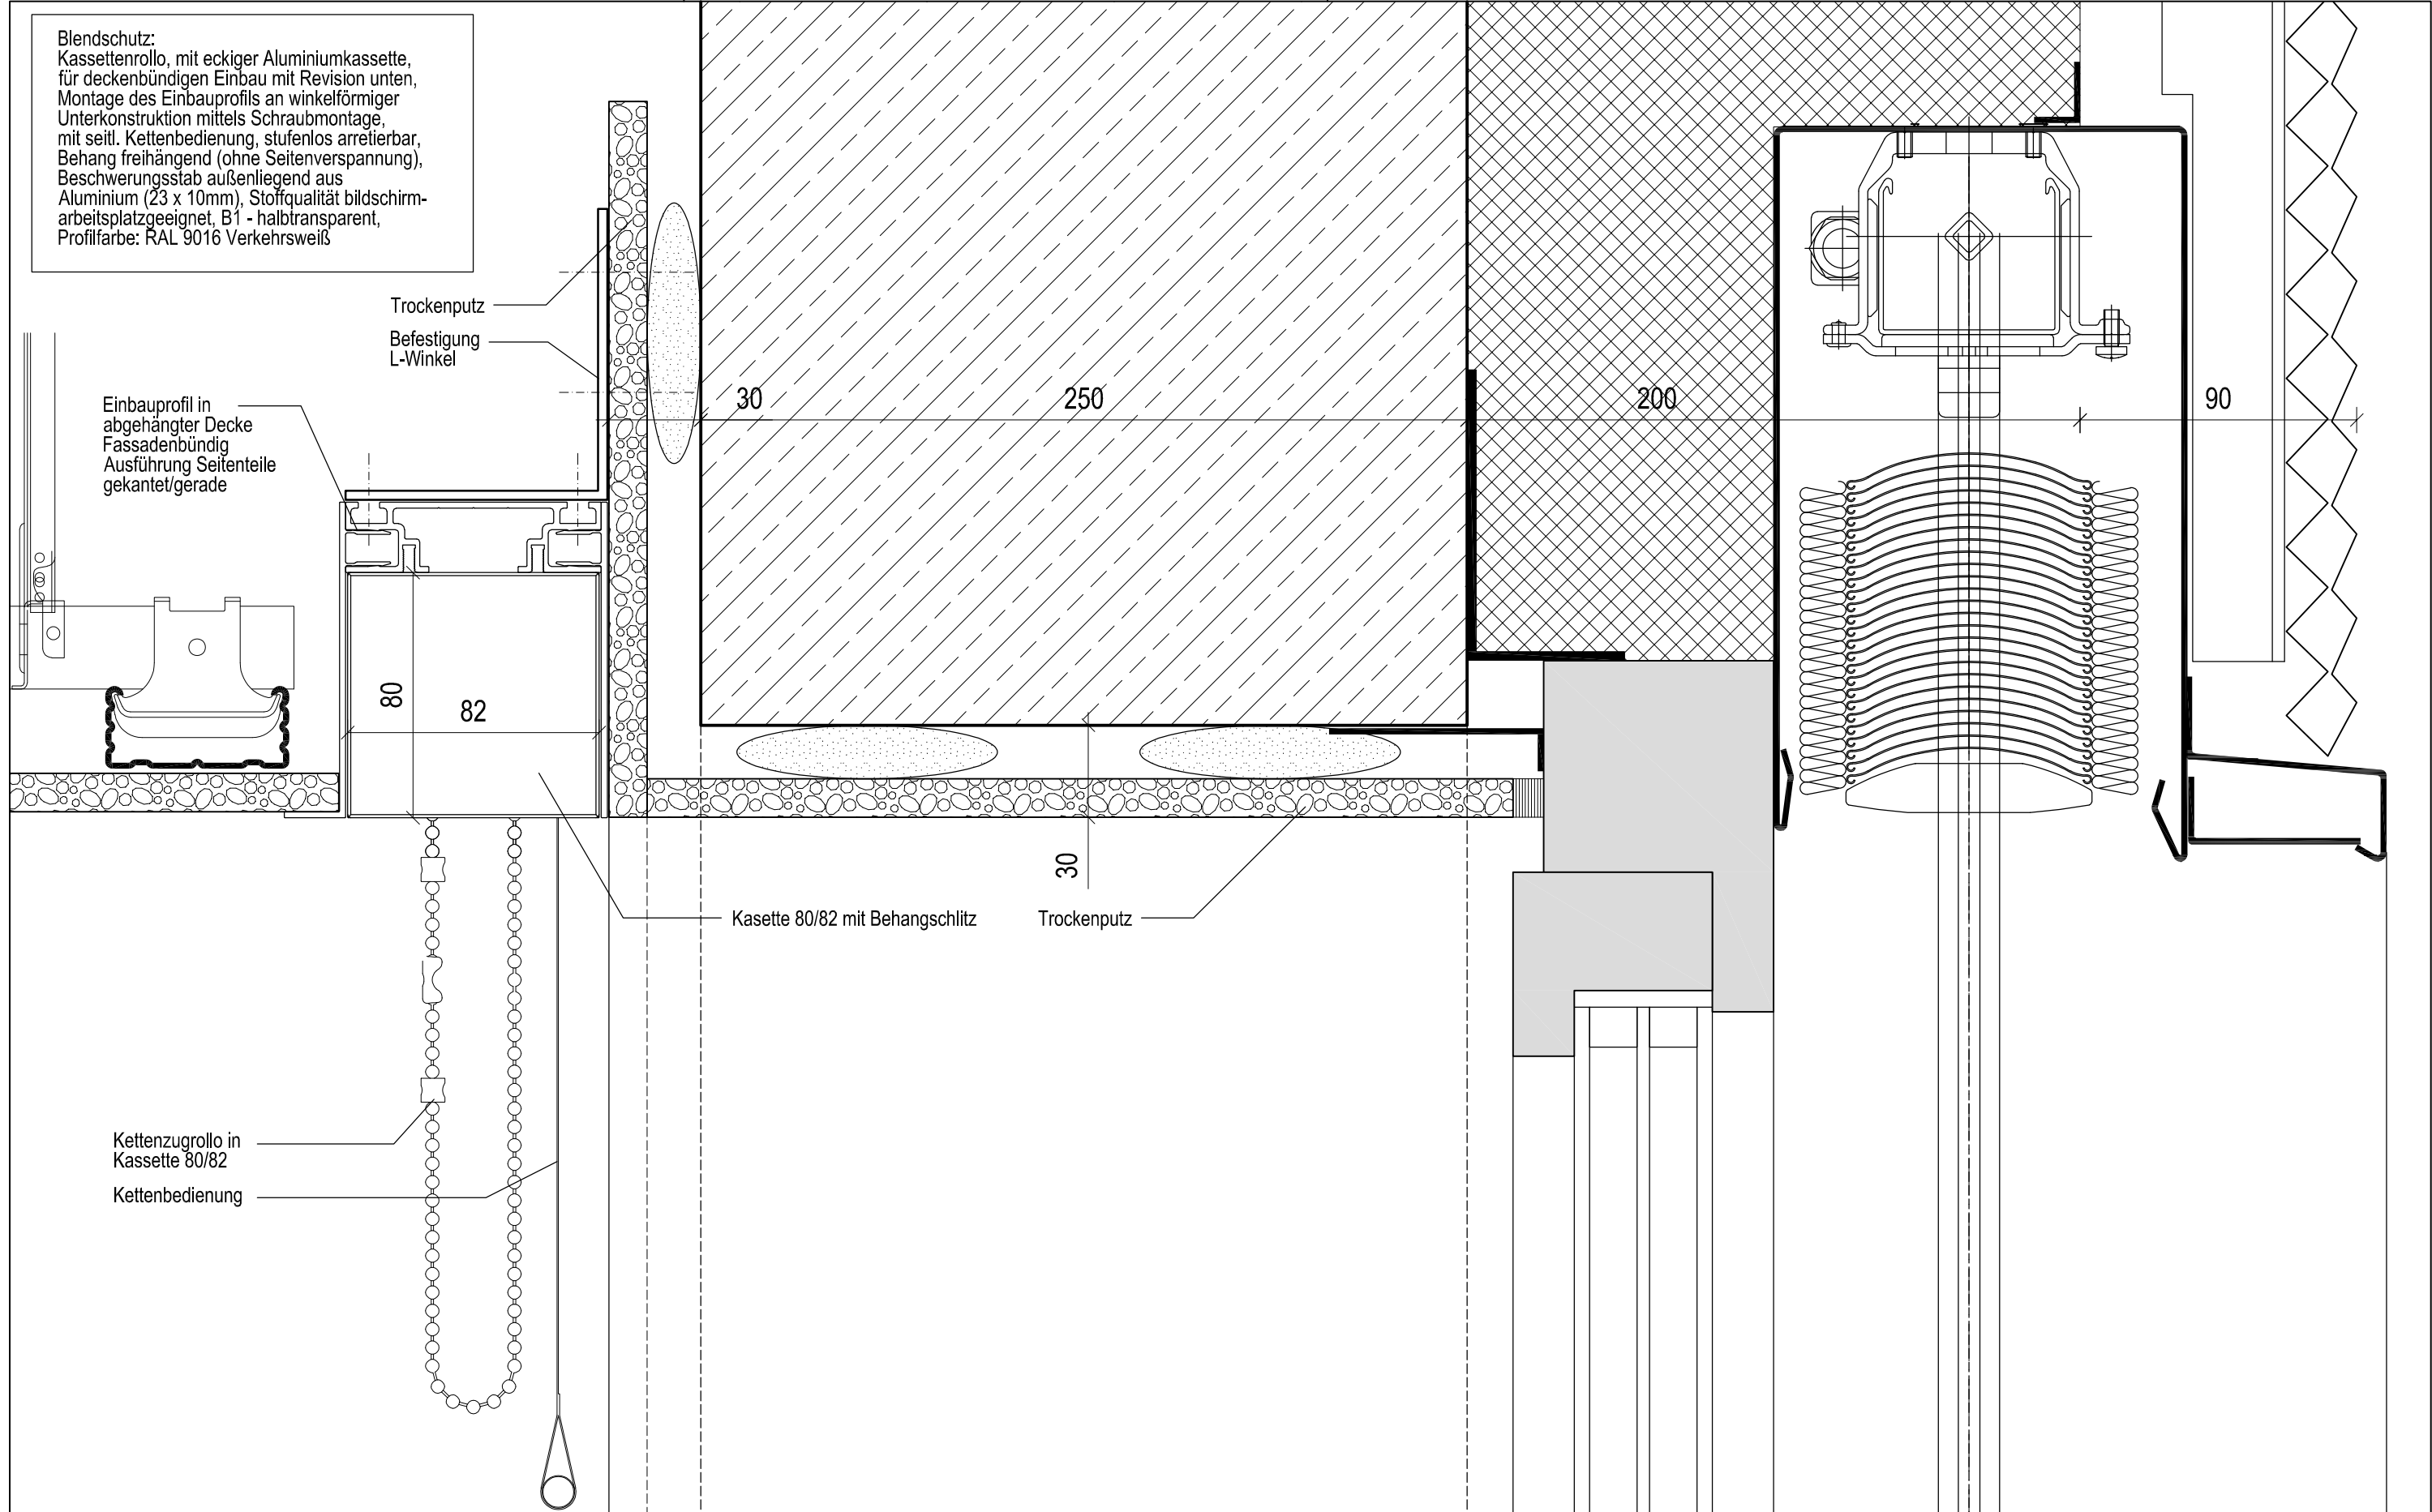 Blendschutz:
Kassettenrollo, mit eckiger Aluminiumkassette,
für deckenbündigen Einbau mit Revision unten,
Montage des Einbauprofils an winkelförmiger
Unterkonstruktion mittels Schraubmontage,
mit seitl. Kettenbedienung, stufenlos arretierbar,
Behang freihängend (ohne Seitenverspannung),
Beschwerungsstab außenliegend aus
Aluminium (23 x 10mm), Stoffqualität bildschirm-
arbeitsplatzgeeignet, B1 - halbtransparent,
Profilfarbe: RAL 9016 Verkehrsweiß
Trockenputz
Befestigung
L-Winkel
Einbauprofil in
abgehängter Decke
Fassadenbündig
Ausführung Seitenteile
gekantet/gerade
30
250
200
90
80
82
30
Kasette 80/82 mit Behangschlitz
Trockenputz
Kettenzugrollo in
Kassette 80/82
Kettenbedienung